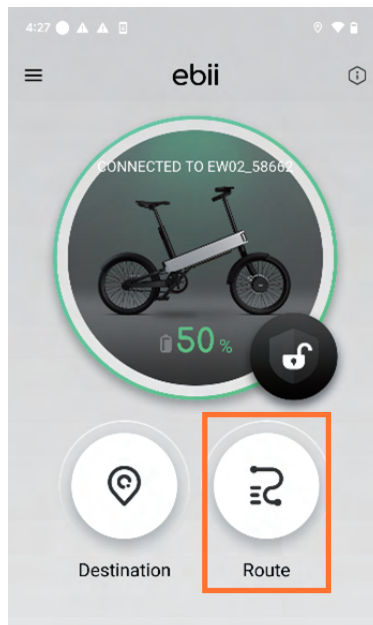 4:27
ebii
CONNECTED TO EW02_58662
50 %
Destination
Route